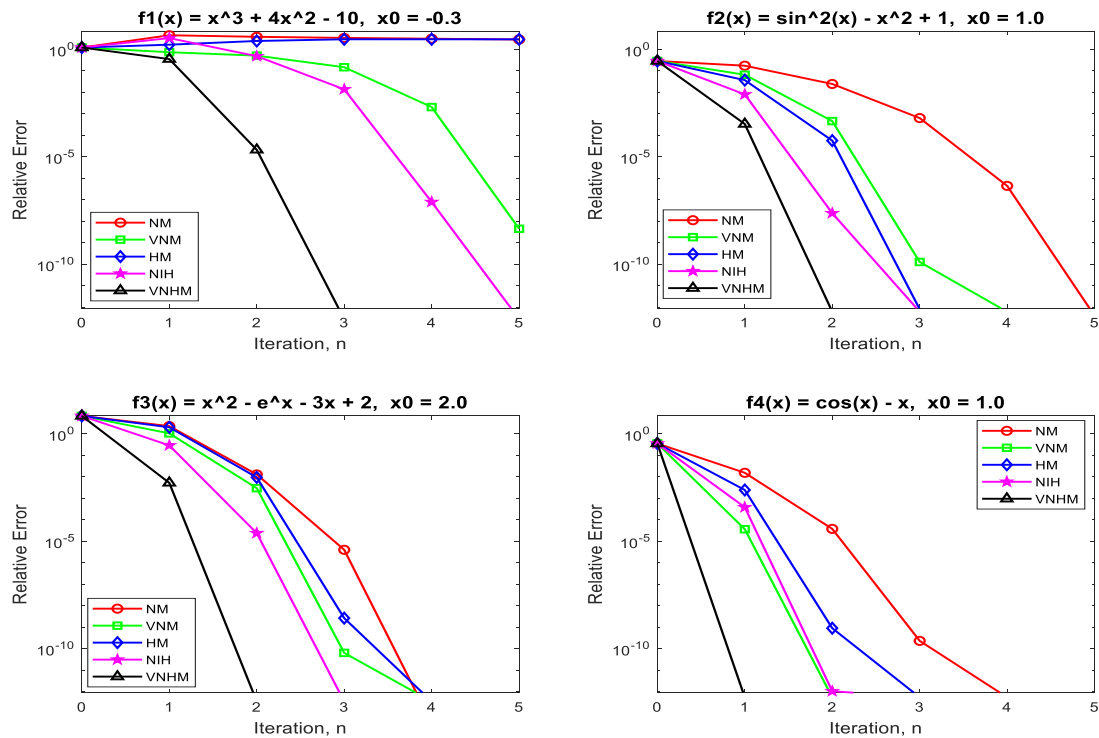 f1(x) = x^3 + 4x^2 - 10, x0 = -0.3
Relative Error
10^0
10^-5
10^-10
NM
VNM
HM
NIH
VNHM
0 1 2 3 4 5
Iteration, n
f2(x) = sin^2(x) - x^2 + 1, x0 = 1.0
Relative Error
10^0
10^-5
10^-10
NM
VNM
HM
NIH
VNHM
0 1 2 3 4 5
Iteration, n
f3(x) = x^2 - e^x - 3x + 2, x0 = 2.0
Relative Error
10^0
10^-5
10^-10
NM
VNM
HM
NIH
VNHM
0 1 2 3 4 5
Iteration, n
f4(x) = cos(x) - x, x0 = 1.0
Relative Error
10^0
10^-5
10^-10
NM
VNM
HM
NIH
VNHM
0 1 2 3 4 5
Iteration, n